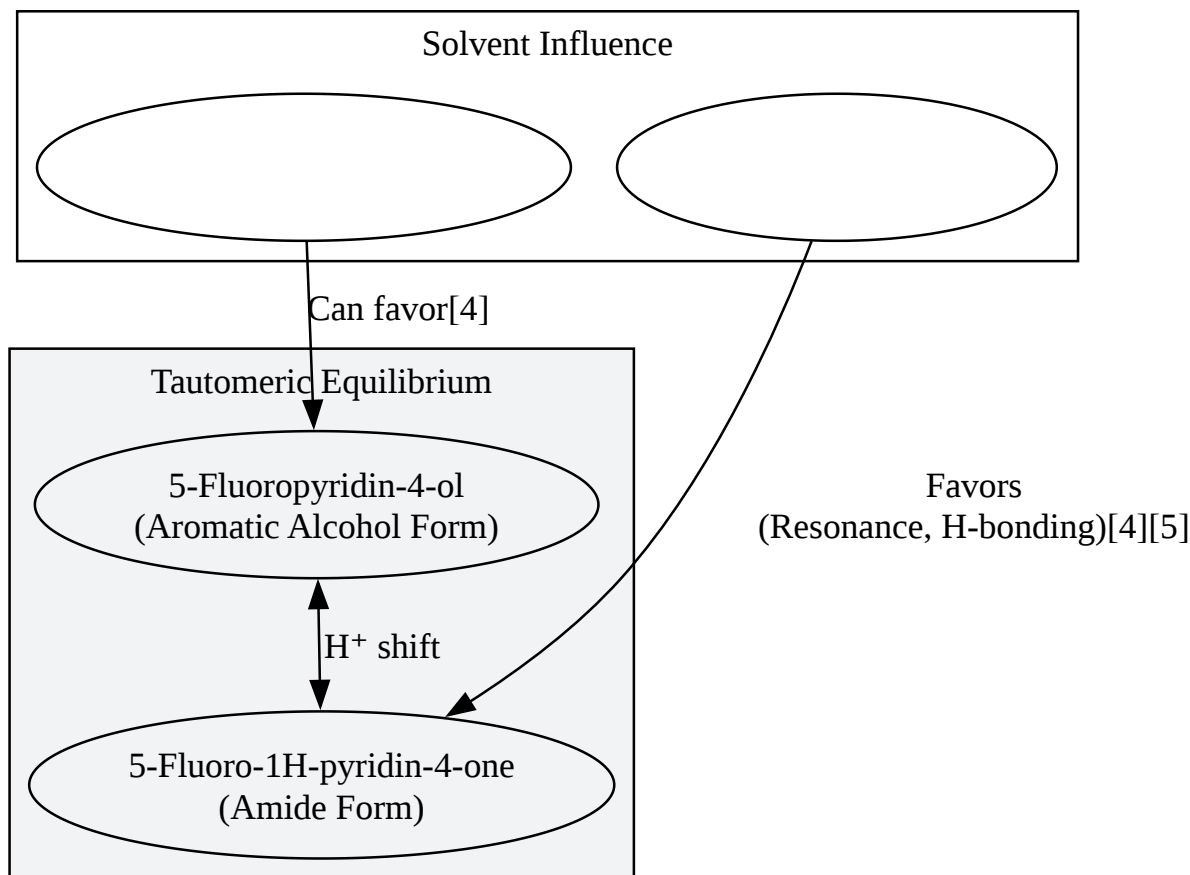 Solvent Influence
Can favor[4]
Tautomeric Equilibrium
5-Fluoropyridin-4-ol
(Aromatic Alcohol Form)
Favors
(Resonance, H-bonding)[4][5]
H⁺ shift
5-Fluoro-1H-pyridin-4-one
(Amide Form)